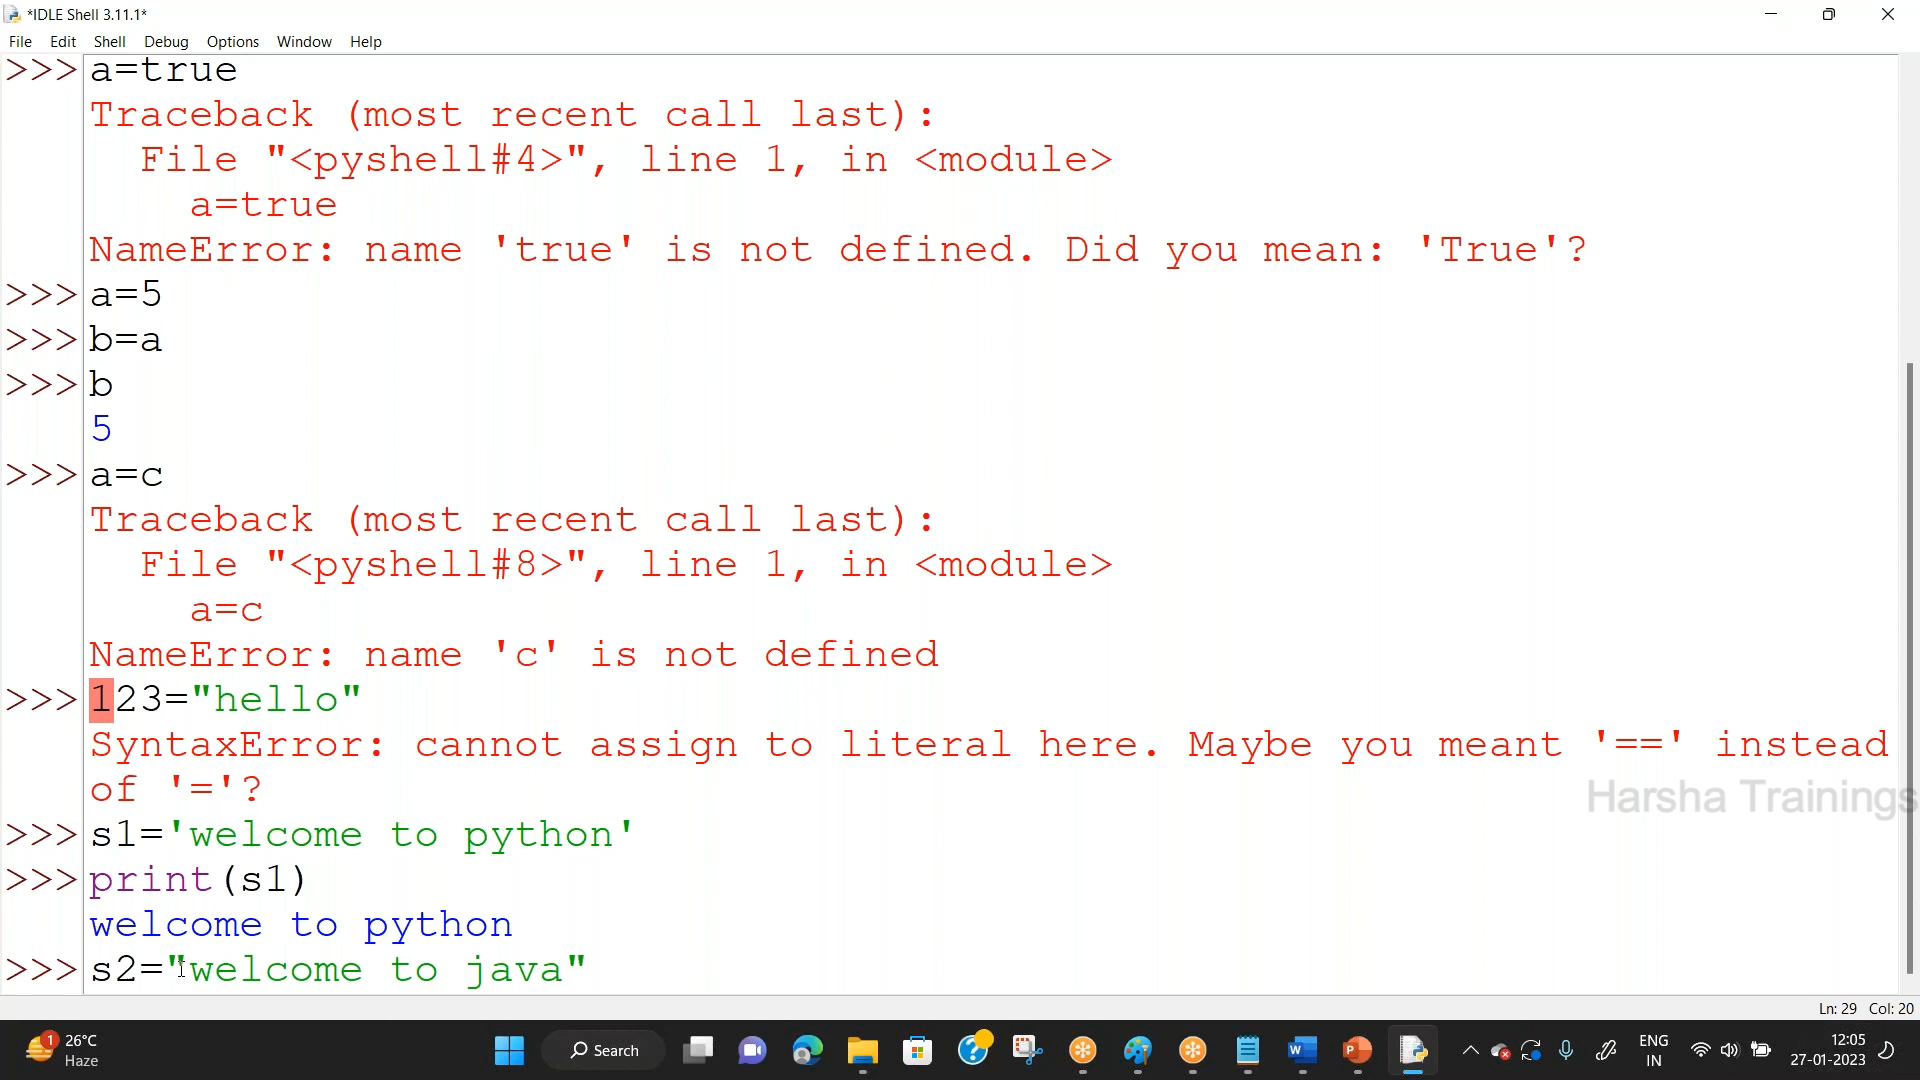 *IDLE Shell 3.11.1*
File Edit Shell Debug Options Window Help
>>> a=true
Traceback (most recent call last):
  File "<pyshell#4>", line 1, in <module>
    a=true
NameError: name 'true' is not defined. Did you mean: 'True'?
>>> a=5
>>> b=a
>>> b
5
>>> a=c
Traceback (most recent call last):
  File "<pyshell#8>", line 1, in <module>
    a=c
NameError: name 'c' is not defined
>>> 123="hello"
SyntaxError: cannot assign to literal here. Maybe you meant '==' instead
of '='?
Harsha Trainings
>>> s1='welcome to python'
>>> print(s1)
welcome to python
>>> s2="welcome to java"
Ln: 29 Col: 20
1 26°C
Haze
Search
ENG
IN
12:05
27-01-2023